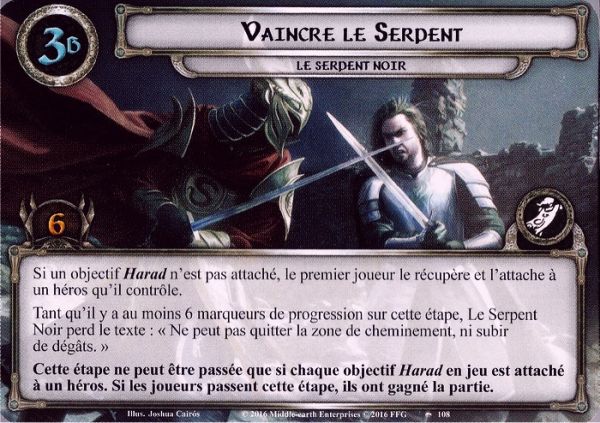 3B
Vaincre le Serpent
Le Serpent Noir
6
Si un objectif Harad n'est pas attaché, le premier joueur le récupère et l'attache à
un héros qu'il contrôle.
Tant qu'il y a au moins 6 marqueurs de progression sur cette étape, Le Serpent
Noir perd le texte : « Ne peut pas quitter la zone de cheminement, ni subir
de dégâts. »
Cette étape ne peut être passée que si chaque objectif Harad en jeu est attaché
à un héros. Si les joueurs passent cette étape, ils ont gagné la partie.
Illus. Joshua Cairós © 2016 Middle-earth Enterprises ©2016 FFG 108